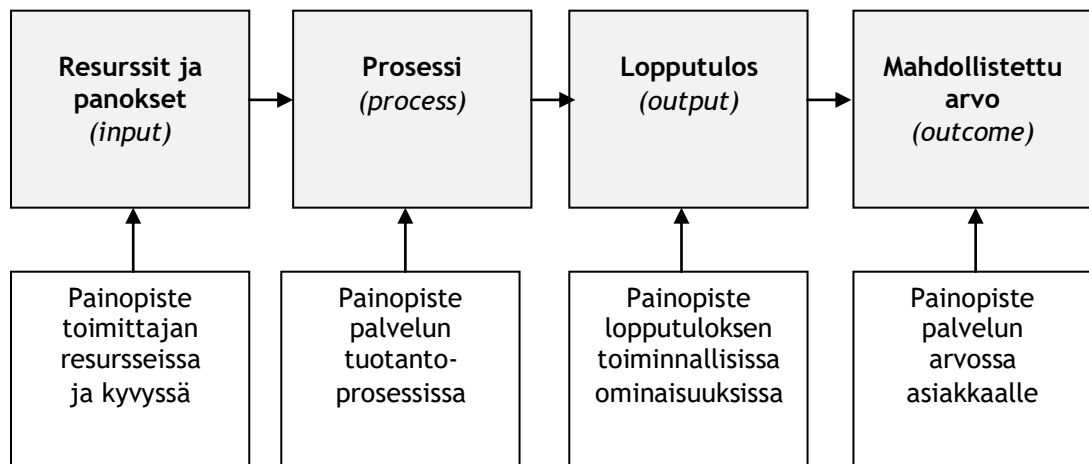 Resurssit ja
panokset
(input)
Prosessi
(process)
Lopputulos
(output)
Mahdollistettu
arvo
(outcome)
Painopiste
toimittajan
resursseissa
ja kyvyssä
Painopiste
palvelun
tuotanto-
prosessissa
Painopiste
lopputuloksen
toiminnallisissa
ominaisuuksissa
Painopiste
palvelun
arvossa
asiakkaalle